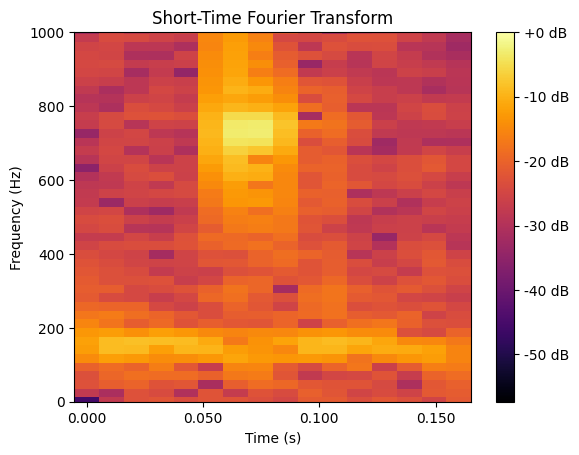 Short-Time Fourier Transform
Frequency (Hz)
1000
800
600
400
200
0
0.000
0.050
0.100
0.150
Time (s)
+0 dB
-10 dB
-20 dB
-30 dB
-40 dB
-50 dB